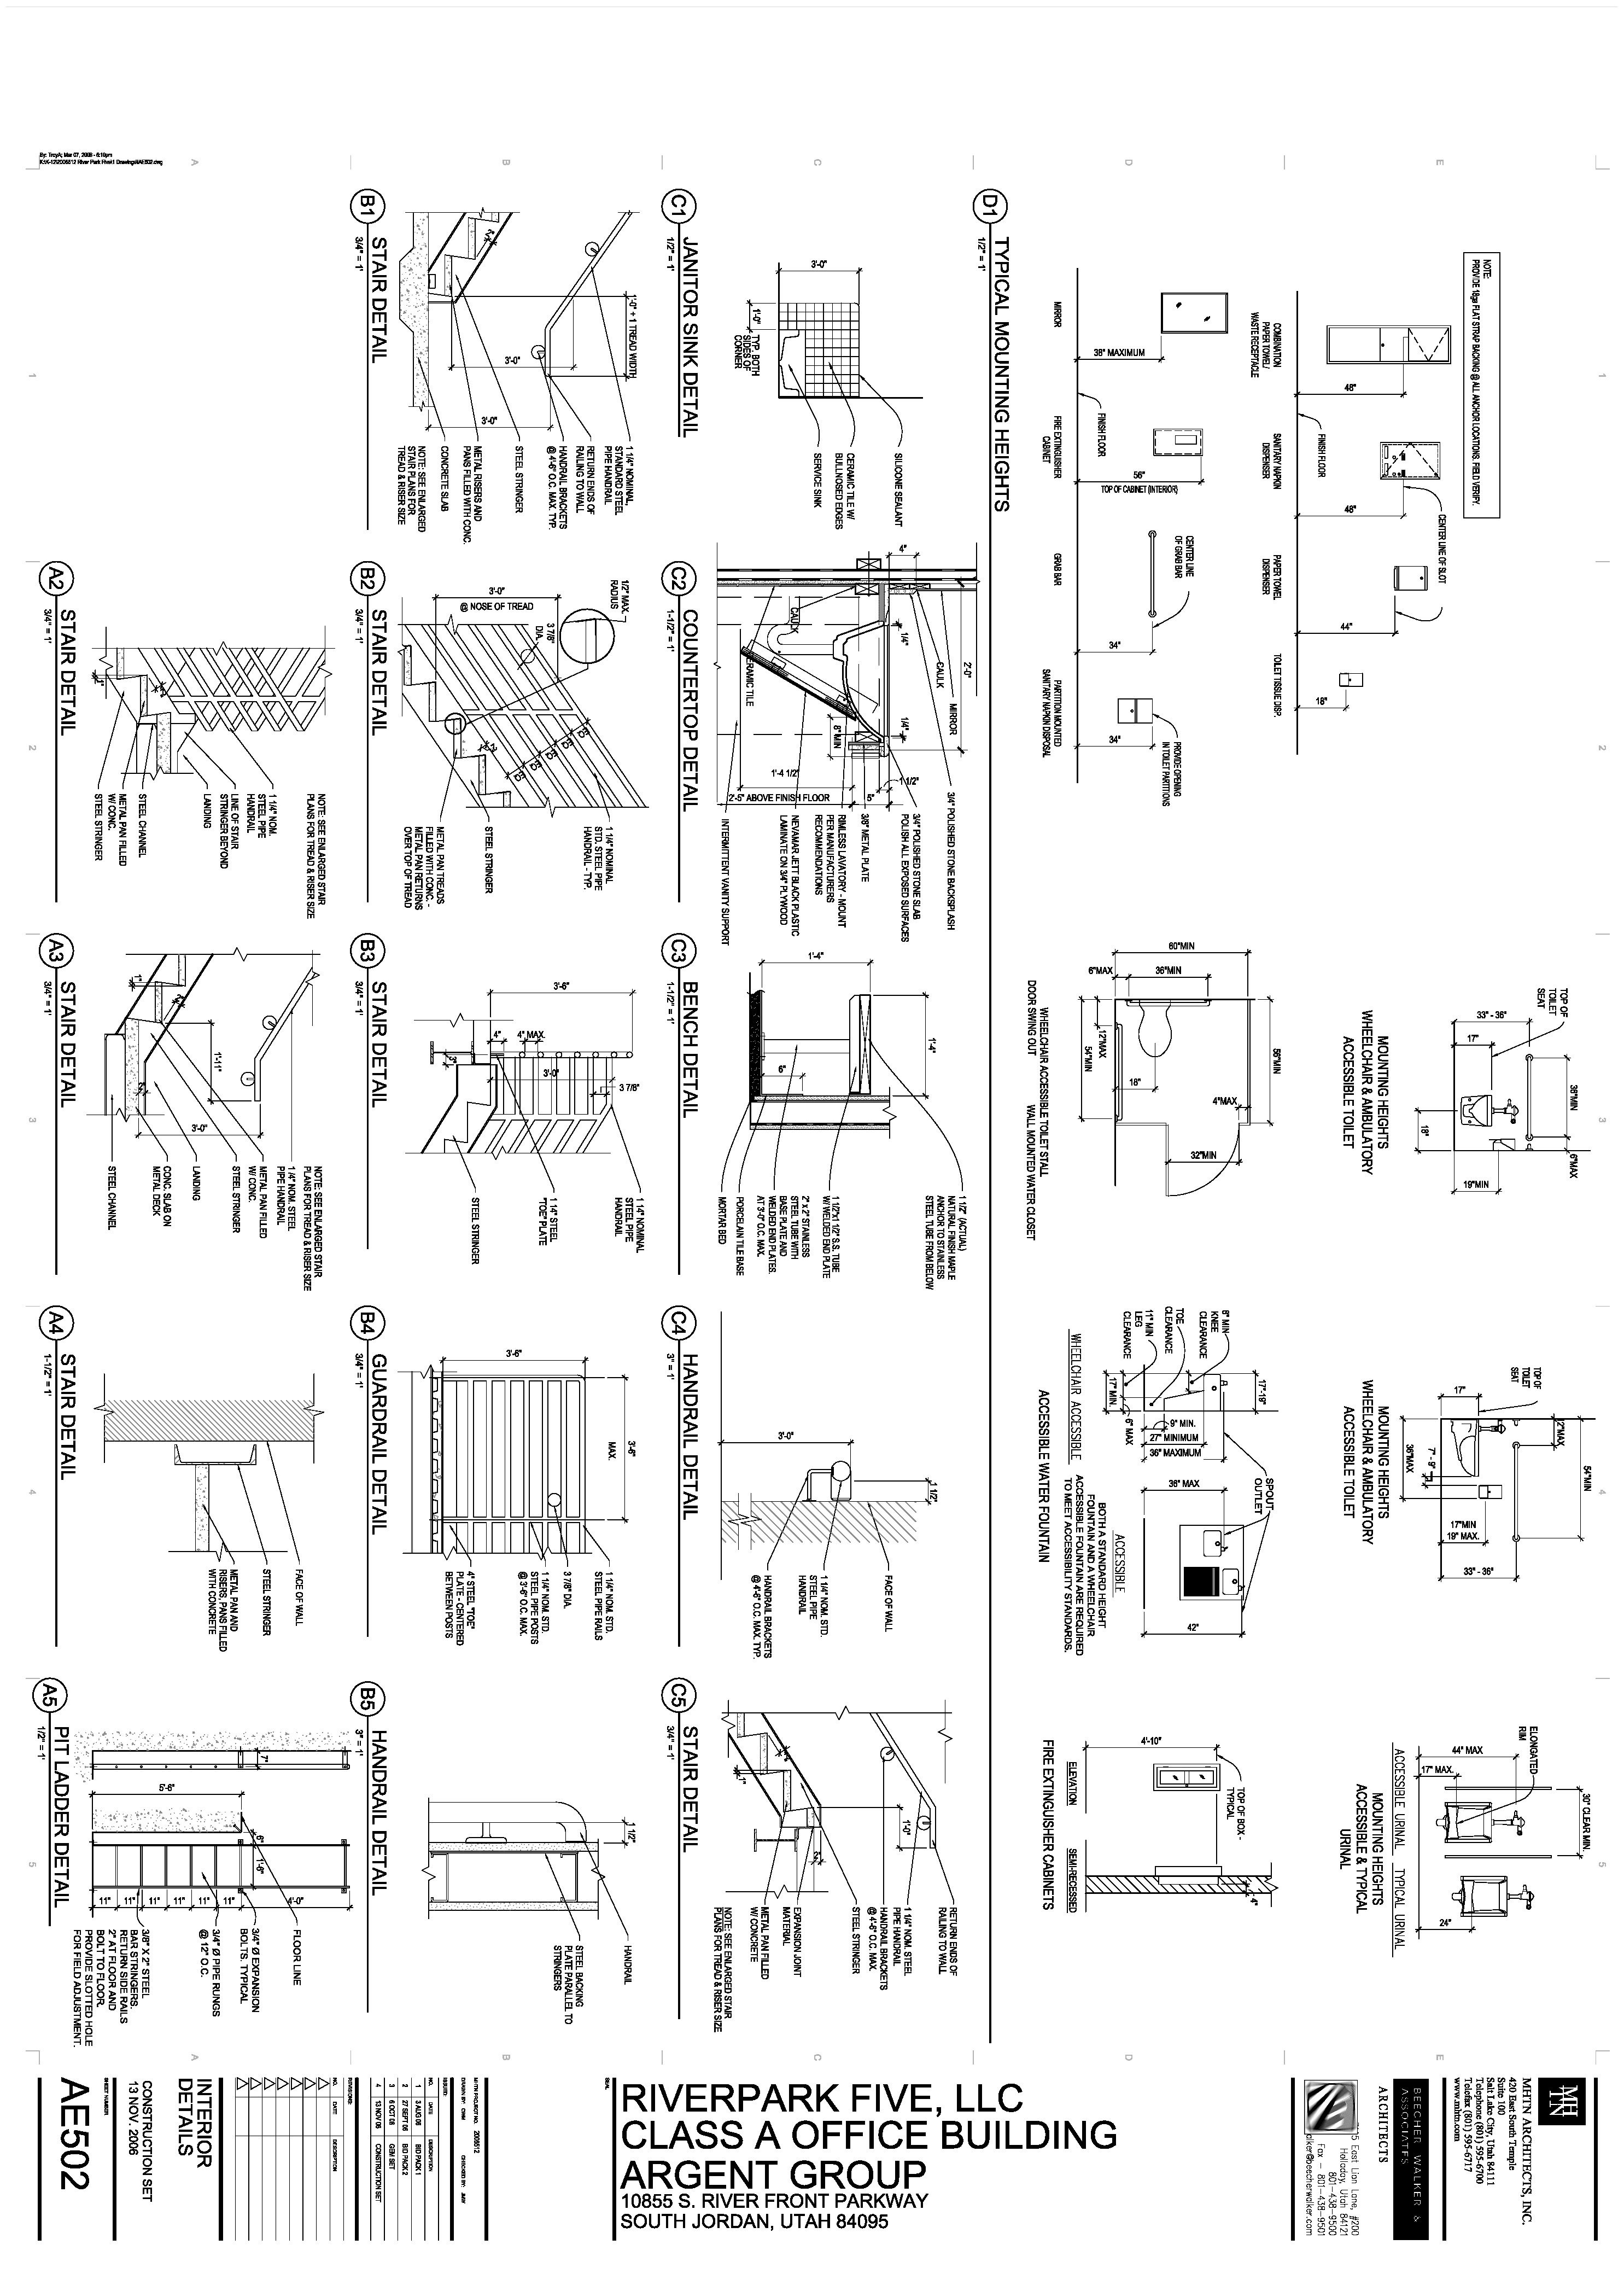 By: TroyA; Mar 07, 2008 - 6:10pm
NOTE:
PROVIDE 18ga FLAT STRAP BACKING @ ALL ANCHOR LOCATIONS. FIELD VERIFY.
COMBINATION
PAPER TOWEL/
WASTE RECEPTACLE
48"
FINISH FLOOR
SANITARY NAPKIN
DISPENSER
48"
CENTER LINE OF SLOT
PAPER TOWEL
DISPENSER
44"
TOILET TISSUE DISP.
18"
MIRROR
38" MAXIMUM
FINISH FLOOR
FIRE EXTINGUISHER
CABINET
56"
TOP OF CABINET (INTERIOR)
GRAB BAR
CENTER LINE
OF GRAB BAR
34"
PARTITION MOUNTED
SANITARY NAPKIN DISPOSAL
34"
PROVIDE OPENING
IN TOILET PARTITIONS
TOP OF
TOILET
SEAT
33" - 36"
17"
36"MIN
6"MAX
18"
19"MIN
MOUNTING HEIGHTS
WHEELCHAIR & AMBULATORY
ACCESSIBLE TOILET
TOP OF
TOILET
SEAT
17"
12"MAX
54"MIN
36"MAX
7" - 9"
17"MIN
19" MAX.
33" - 36"
MOUNTING HEIGHTS
WHEELCHAIR & AMBULATORY
ACCESSIBLE TOILET
ELONGATED
RIM
44" MAX
17" MAX.
30" CLEAR MIN.
24"
ACCESSIBLE URINAL
TYPICAL URINAL
MOUNTING HEIGHTS
ACCESSIBLE & TYPICAL
URINAL
60"MIN
6"MAX
36"MIN
56"MIN
12"MAX
54"MIN
18"
4"MAX
32"MIN
WHEELCHAIR ACCESSIBLE TOILET STALL
DOOR SWING OUT
WALL MOUNTED WATER CLOSET
8" MIN
KNEE
CLEARANCE
TOE
CLEARANCE
11" MIN
LEG
CLEARANCE
17"-19"
17" MIN.
6" MAX
9" MIN.
27" MINIMUM
36" MAXIMUM
SPOUT
OUTLET
36" MAX
42"
WHEELCHAIR ACCESSIBLE
ACCESSIBLE
BOTH A STANDARD HEIGHT
FOUNTAIN AND A WHEELCHAIR
ACCESSIBLE FOUNTAIN ARE REQUIRED
TO MEET ACCESSIBILITY STANDARDS.
ACCESSIBLE WATER FOUNTAIN
4'-10"
TOP OF BOX -
TYPICAL
4"
ELEVATION
SEMI-RECESSED
FIRE EXTINGUISHER CABINETS
D1
TYPICAL MOUNTING HEIGHTS
1/2" = 1'
3'-0"
1'-0"
TYP. BOTH
SIDES OF
CORNER
SILICONE SEALANT
CERAMIC TILE W/
BULLNOSED EDGES
SERVICE SINK
C1
JANITOR SINK DETAIL
1/2" = 1'
4"
CAULK
1/4"
CAULK
2'-0"
MIRROR
1/4"
8"MIN
1 1/2"
1'-4 1/2"
5"
2'-5" ABOVE FINISH FLOOR
3/4" POLISHED STONE BACKSPLASH
3/4" POLISHED STONE SLAB
POLISH ALL EXPOSED SURFACES
3/8" METAL PLATE
RIMLESS LAVATORY - MOUNT
PER MANUFACTURERS
RECOMMENDATIONS
NEVAMAR JETT BLACK PLASTIC
LAMINATE ON 3/4" PLYWOOD
INTERMITTENT VANITY SUPPORT
C2
COUNTERTOP DETAIL
1-1/2" = 1'
1'-4"
1'-4"
6"
1 1/2" (ACTUAL)
NATURAL FINISH MAPLE
ANCHOR TO STAINLESS
STEEL TUBE FROM BELOW
1 1/2"x1 1/2" S.S. TUBE
W/WELDED END PLATE
2" x 2" STAINLESS
STEEL TUBE WITH
BASE PLATE AND
WELDED END PLATES.
AT 3'-0" O.C. MAX.
PORCELAIN TILE BASE
MORTAR BED
C3
BENCH DETAIL
1-1/2" = 1'
3'-0"
1 1/2"
FACE OF WALL
1 1/4" NOM. STD.
STEEL PIPE
HANDRAIL
HANDRAIL BRACKETS
@ 4'-6" O.C. MAX. TYP.
C4
HANDRAIL DETAIL
3" = 1'
1'-0"
2"
1"
RETURN ENDS OF
RAILING TO WALL
1 1/4" NOM. STEEL
PIPE HANDRAIL
HANDRAIL BRACKETS
@ 4'-6" O.C. MAX.
STEEL STRINGER
EXPANSION JOINT
MATERIAL
METAL PAN FILLED
W/ CONCRETE
NOTE: SEE ENLARGED STAIR
PLANS FOR TREAD & RISER SIZE
C5
STAIR DETAIL
3/4" = 1'
2"
1'-0" + 1 TREAD WIDTH
3'-0"
3'-0"
1 1/4" NOMINAL
STANDARD STEEL
PIPE HANDRAIL
RETURN ENDS OF
RAILING TO WALL
HANDRAIL BRACKETS
@ 4'-6" O.C. MAX. TYP.
STEEL STRINGER
METAL RISERS AND
PANS FILLED WITH CONC.
CONCRETE SLAB
NOTE: SEE ENLARGED
STAIR PLANS FOR
TREAD & RISER SIZE
B1
STAIR DETAIL
3/4" = 1'
1/2" MAX.
RADIUS
3'-0"
@ NOSE OF TREAD
3 7/8"
DIA.
1 1/4" NOMINAL
STD. STEEL PIPE
HANDRAIL - TYP.
STEEL STRINGER
METAL PAN TREADS
FILLED WITH CONC. -
METAL PAN RETURNS
OVER TOP OF TREAD
B2
STAIR DETAIL
3/4" = 1'
3'-6"
4"
4" MAX.
3"
3'-0"
3 7/8"
1 1/4" NOMINAL
STEEL PIPE
HANDRAIL
1 1/4" STEEL
"TOE" PLATE
STEEL STRINGER
B3
STAIR DETAIL
3/4" = 1'
3'-6"
3'-6"
MAX.
1 1/4" NOM. STD.
STEEL PIPE RAILS
3 7/8" DIA.
1 1/4" NOM. STD.
STEEL PIPE POSTS
@ 3'-6" O.C. MAX.
4" STEEL "TOE"
PLATE - CENTERED
BETWEEN POSTS
B4
GUARDRAIL DETAIL
3/4" = 1'
1 1/2"
HANDRAIL
STEEL BACKING
PLATE PARALLEL TO
STRINGERS
B5
HANDRAIL DETAIL
3" = 1'
1"
2"
NOTE: SEE ENLARGED STAIR
PLANS FOR TREAD & RISER SIZE
1 1/4" NOM.
STEEL PIPE
HANDRAIL
LINE OF STAIR
STRINGER BEYOND
LANDING
STEEL CHANNEL
METAL PAN FILLED
W/ CONC.
STEEL STRINGER
A2
STAIR DETAIL
3/4" = 1'
1"
2"
1'-11"
3'-0"
NOTE: SEE ENLARGED STAIR
PLANS FOR TREAD & RISER SIZE
1/4" NOM. STEEL
PIPE HANDRAIL
METAL PAN FILLED
W/ CONC.
STEEL STRINGER
LANDING
CONC. SLAB ON
METAL DECK
STEEL CHANNEL
A3
STAIR DETAIL
3/4" = 1'
FACE OF WALL
STEEL STRINGER
METAL PAN AND
RISERS, PANS FILLED
WITH CONCRETE
A4
STAIR DETAIL
1-1/2" = 1'
7"
5'-6"
6"
1'-6"
11" 11" 11" 11" 11" 11"
4'-0"
FLOOR LINE
3/4" Ø EXPANSION
BOLTS. TYPICAL
3/4" Ø PIPE RUNGS
@ 12" O.C.
3/8" X 2" STEEL
BAR STRINGERS.
RETURN SIDE RAILS
2" AT FLOOR AND
BOLT TO FLOOR.
PROVIDE SLOTTED HOLE
FOR FIELD ADJUSTMENT.
A5
PIT LADDER DETAIL
1/2" = 1'
MHTN
MHTN ARCHITECTS, INC.
420 East South Temple
Suite 100
Salt Lake City, Utah 84111
Telephone (801) 595-6700
Telefax (801) 595-6717
www.mhtn.com
BEECHER WALKER &
ASSOCIATES
ARCHITECTS
East Lion Lane, #200
Holladay, Utah 84121
801-438-9500
Fax - 801-438-9501
alker@beecherwalker.com
RIVERPARK FIVE, LLC
CLASS A OFFICE BUILDING
ARGENT GROUP
10855 S. RIVER FRONT PARKWAY
SOUTH JORDAN, UTAH 84095
SEAL
MHTN PROJECT NO. 2006512
DRAWN BY:
CHECKED BY:
ISSUED:
NO. DATE DESCRIPTION
1 3 AUG 06 BID PACK 1
2 27 SEPT 06 BID PACK 2
3 6 OCT 06
4 13 NOV 06 CONSTRUCTION SET
REVISIONS:
NO. DATE DESCRIPTION
INTERIOR
DETAILS
CONSTRUCTION SET
13 NOV. 2006
SHEET NUMBER
AE502